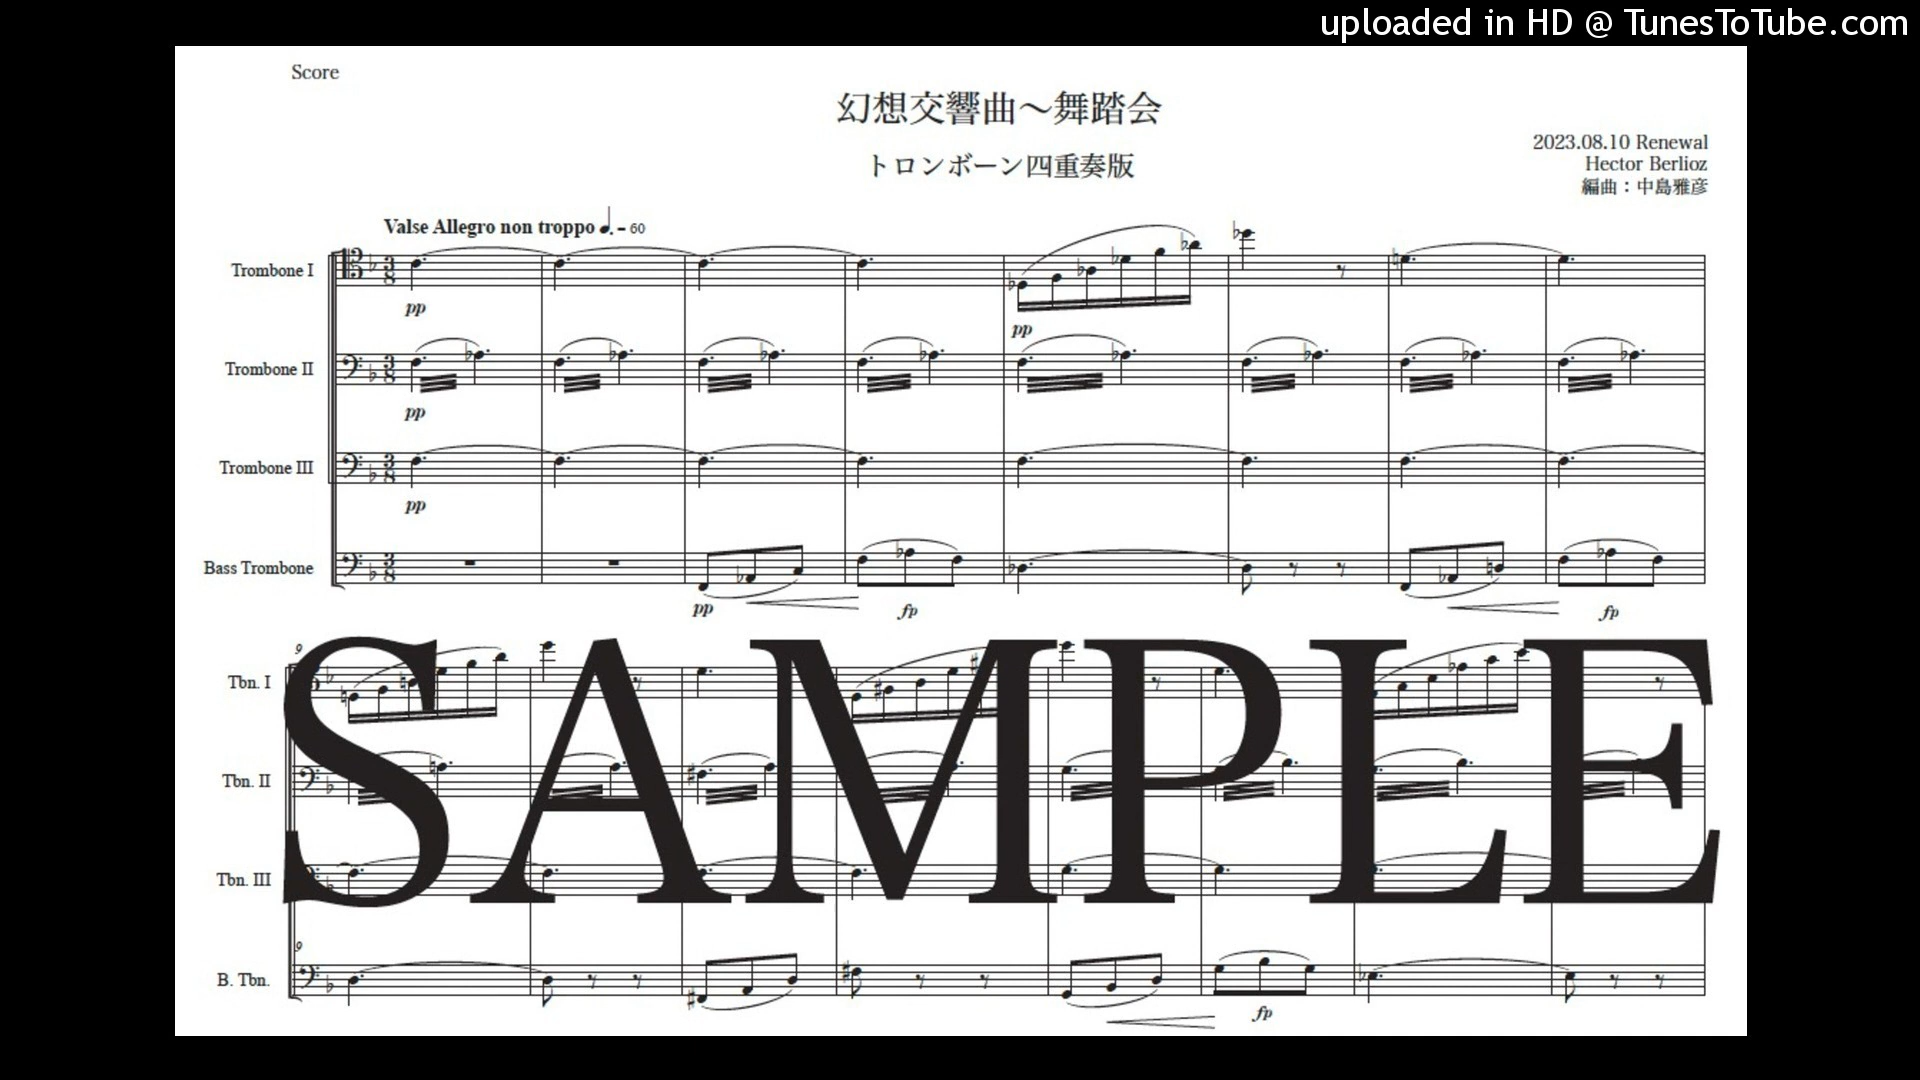 uploaded in HD @ TunesToTube.com
Score
幻想交響曲～舞踏会
トロンボーン四重奏版
2023.08.10 Renewal
Hector Berlioz
編曲：中島雅彦
Valse Allegro non troppo ♩. = 60
Trombone I
pp
pp
Trombone II
pp
Trombone III
pp
Bass Trombone
pp
fp
fp
SAMPLE
9
Tbn. I
Tbn. II
Tbn. III
9
B. Tbn.
fp